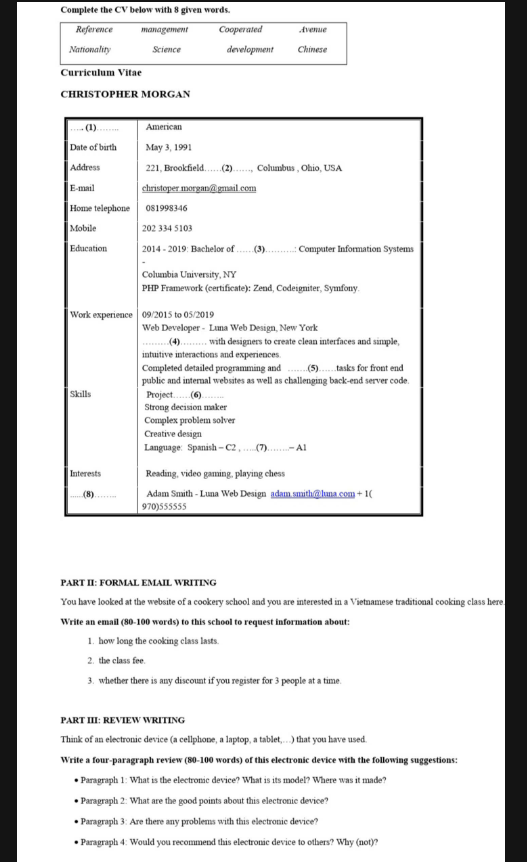 Complete the CV below with 8 given words.
Reference management Cooperated Avenue
Nationality Science development Chinese
Curriculum Vitae
CHRISTOPHER MORGAN
.....(1)........ American
Date of birth May 3, 1991
Address 221, Brookfield......(2)......, Columbus , Ohio, USA
E-mail christoper.morgan@gmail.com
Home telephone 081998346
Mobile 202 334 5103
Education 2014 - 2019: Bachelor of ......(3)..........: Computer Information Systems
-
Columbia University, NY
PHP Framework (certificate): Zend, Codeigniter, Symfony.
Work experience 09/2015 to 05/2019
Web Developer - Luna Web Design, New York
.........(4)......... with designers to create clean interfaces and simple,
intuitive interactions and experiences.
Completed detailed programming and .......(5)......tasks for front end
public and internal websites as well as challenging back-end server code.
Skills Project......(6)........
Strong decision maker
Complex problem solver
Creative design
Language: Spanish – C2 , .....(7)........– A1
Interests Reading, video gaming, playing chess
......(8)........ Adam Smith - Luna Web Design adam.smith@luna.com + 1(
970)555555
PART II: FORMAL EMAIL WRITING
You have looked at the website of a cookery school and you are interested in a Vietnamese traditional cooking class here.
Write an email (80-100 words) to this school to request information about:
1. how long the cooking class lasts.
2. the class fee.
3. whether there is any discount if you register for 3 people at a time.
PART III: REVIEW WRITING
Think of an electronic device (a cellphone, a laptop, a tablet,...) that you have used.
Write a four-paragraph review (80-100 words) of this electronic device with the following suggestions:
• Paragraph 1: What is the electronic device? What is its model? Where was it made?
• Paragraph 2: What are the good points about this electronic device?
• Paragraph 3: Are there any problems with this electronic device?
• Paragraph 4: Would you recommend this electronic device to others? Why (not)?